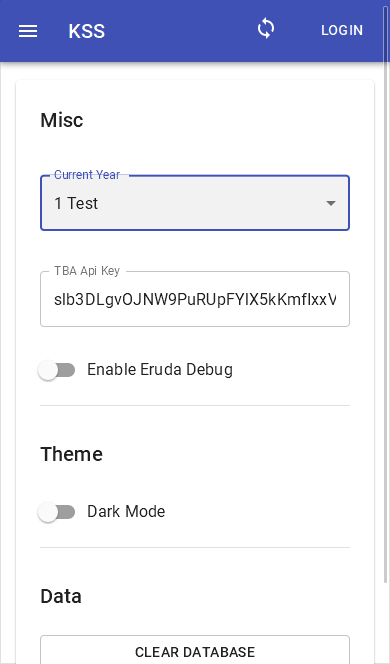 KSS
LOGIN
Misc
Current Year
1 Test
TBA Api Key
Enable Eruda Debug
Theme
Dark Mode
Data
CLEAR DATABASE